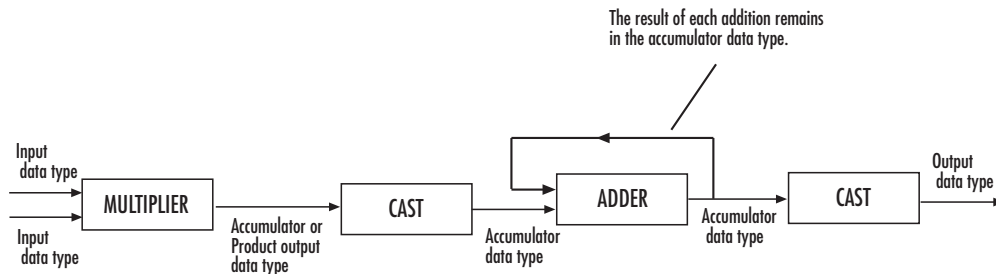 The result of each addition remains
in the accumulator data type.
Input
data type
MULTIPLIER
Input
data type
Accumulator or
Product output
data type
CAST
Accumulator
data type
ADDER
Accumulator
data type
CAST
Output
data type